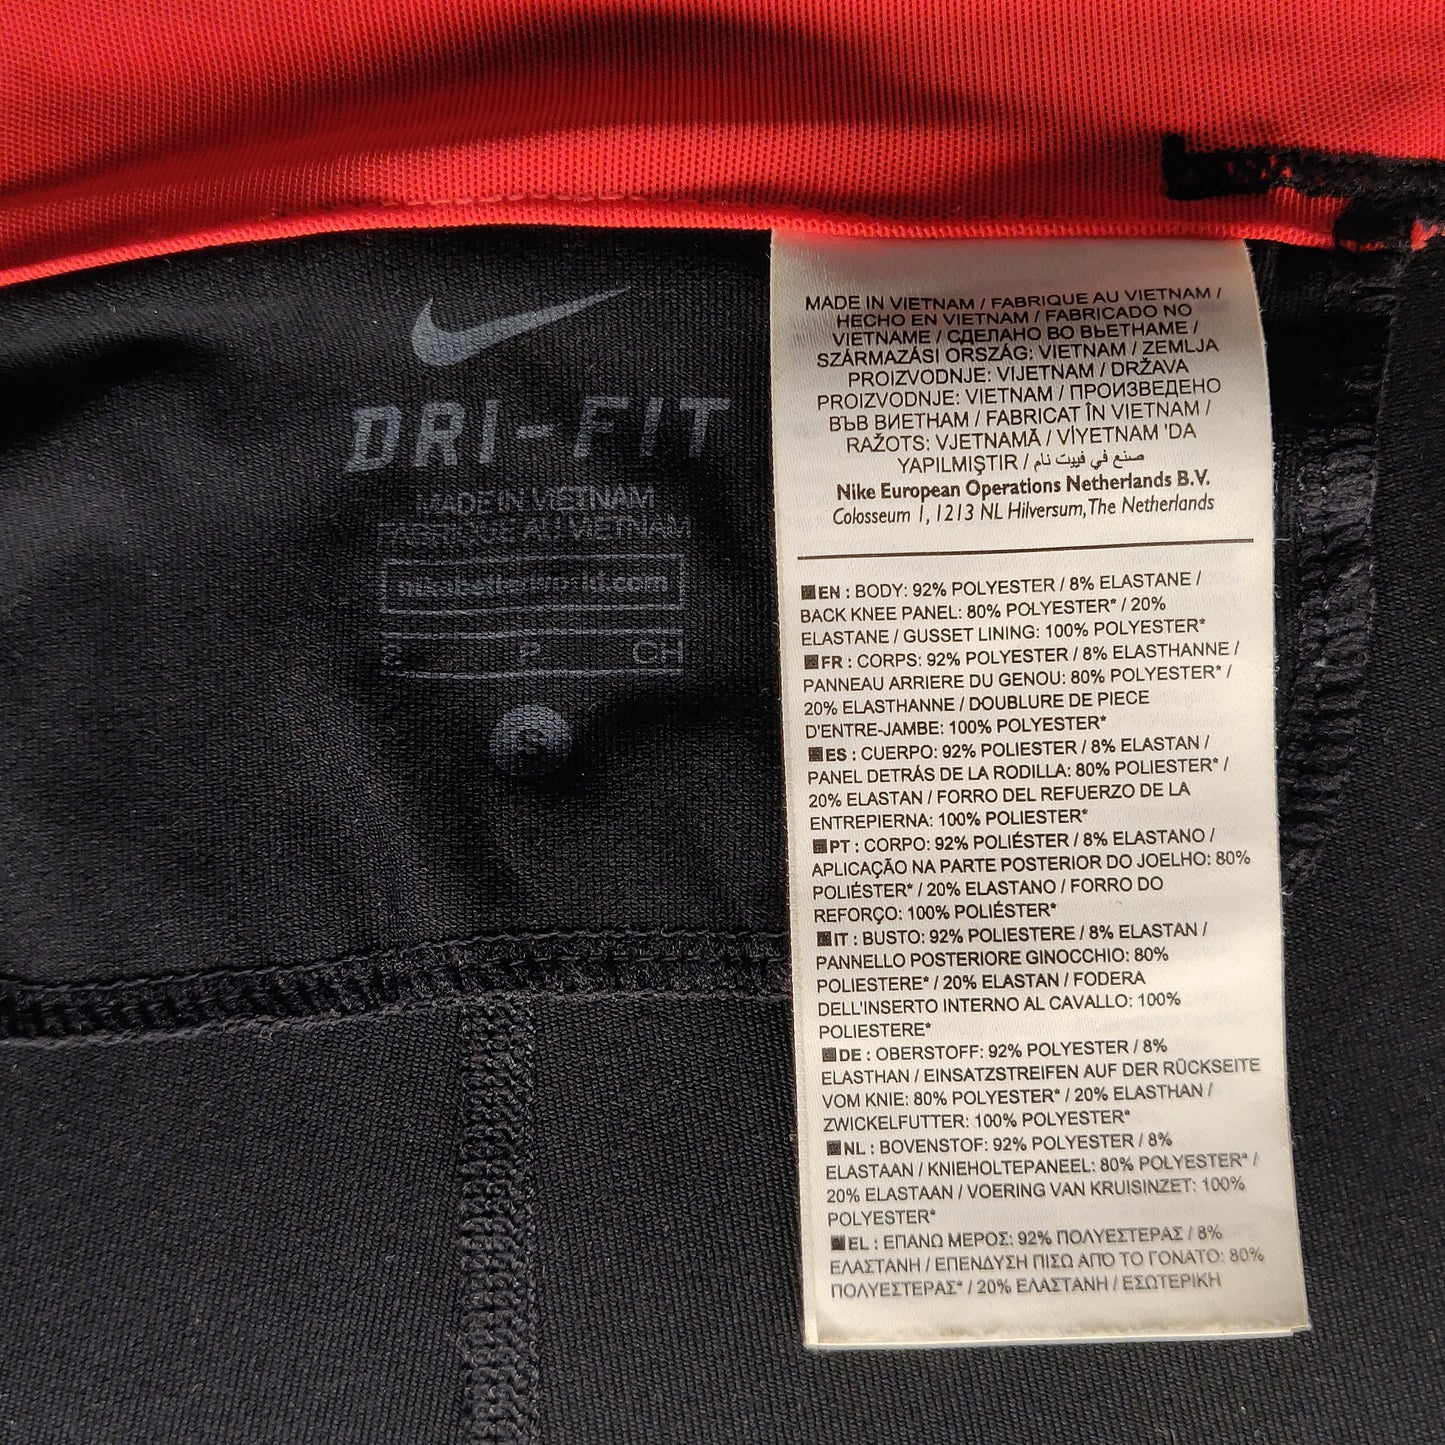 DRI-FIT
MADE IN VIETNAM
FABRIQUE AU VIETNAM
S P CH
S
MADE IN VIETNAM / FABRIQUE AU VIETNAM /
HECHO EN VIETNAM / FABRICADO NO
VIETNAME / СДЕЛАНО ВО ВЬЕТНАМЕ /
SZÁRMAZÁSI ORSZÁG: VIETNAM / ZEMLJA
PROIZVODNJE: VIJETNAM / DRŽAVA
PROIZVODNJE: VIETNAM / ПРОИЗВЕДЕНО
ВЪВ ВИЕТНАМ / FABRICAT ÎN VIETNAM /
RAŽOTS: VJETNAMĀ / VİYETNAM 'DA
YAPILMIŞTIR / صنع في فييت نام
Nike European Operations Netherlands B.V.
Colosseum 1, 1213 NL Hilversum, The Netherlands
EN : BODY: 92% POLYESTER / 8% ELASTANE /
BACK KNEE PANEL: 80% POLYESTER* / 20%
ELASTANE / GUSSET LINING: 100% POLYESTER*
FR : CORPS: 92% POLYESTER / 8% ELASTHANNE /
PANNEAU ARRIERE DU GENOU: 80% POLYESTER* /
20% ELASTHANNE / DOUBLURE DE PIECE
D'ENTRE-JAMBE: 100% POLYESTER*
ES : CUERPO: 92% POLIESTER / 8% ELASTAN /
PANEL DETRÁS DE LA RODILLA: 80% POLIESTER* /
20% ELASTAN / FORRO DEL REFUERZO DE LA
ENTREPIERNA: 100% POLIESTER*
PT : CORPO: 92% POLIÉSTER / 8% ELASTANO /
APLICAÇÃO NA PARTE POSTERIOR DO JOELHO: 80%
POLIÉSTER* / 20% ELASTANO / FORRO DO
REFORÇO: 100% POLIÉSTER*
IT : BUSTO: 92% POLIESTERE / 8% ELASTAN /
PANNELLO POSTERIORE GINOCCHIO: 80%
POLIESTERE* / 20% ELASTAN / FODERA
DELL'INSERTO INTERNO AL CAVALLO: 100%
POLIESTERE*
DE : OBERSTOFF: 92% POLYESTER / 8%
ELASTHAN / EINSATZSTREIFEN AUF DER RÜCKSEITE
VOM KNIE: 80% POLYESTER* / 20% ELASTHAN /
ZWICKELFUTTER: 100% POLYESTER*
NL : BOVENSTOF: 92% POLYESTER / 8%
ELASTAAN / KNIEHOLTEPANEEL: 80% POLYESTER* /
20% ELASTAAN / VOERING VAN KRUISINZET: 100%
POLYESTER*
EL : ΕΠΑΝΩ ΜΕΡΟΣ: 92% ΠΟΛΥΕΣΤΕΡΑΣ / 8%
ΕΛΑΣΤΑΝΗ / ΕΠΕΝΔΥΣΗ ΠΙΣΩ ΑΠΌ ΤΟ ΓΟΝΑΤΟ: 80%
ΠΟΛΥΕΣΤΕΡΑΣ* / 20% ΕΛΑΣΤΑΝΗ / ΕΣΩΤΕΡΙΚΗ